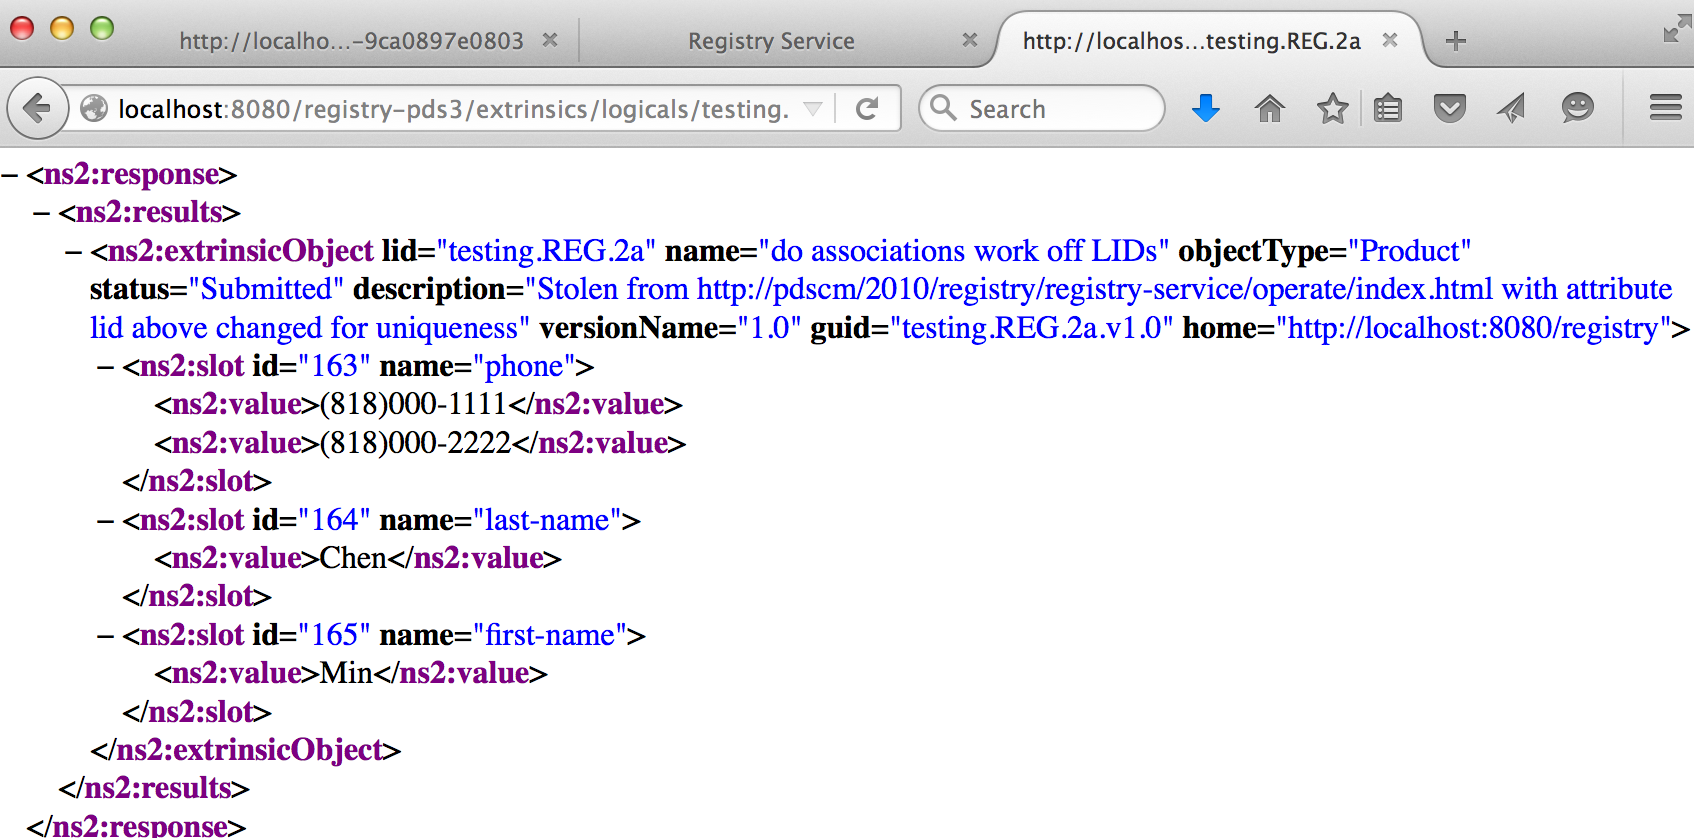 http://localho...-9ca0897e0803 Registry Service http://localhos...testing.REG.2a
localhost:8080/registry-pds3/extrinsics/logicals/testing. Search
– <ns2:response>
– <ns2:results>
– <ns2:extrinsicObject lid="testing.REG.2a" name="do associations work off LIDs" objectType="Product"
status="Submitted" description="Stolen from http://pdscm/2010/registry/registry-service/operate/index.html with attribute
lid above changed for uniqueness" versionName="1.0" guid="testing.REG.2a.v1.0" home="http://localhost:8080/registry">
– <ns2:slot id="163" name="phone">
<ns2:value>(818)000-1111</ns2:value>
<ns2:value>(818)000-2222</ns2:value>
</ns2:slot>
– <ns2:slot id="164" name="last-name">
<ns2:value>Chen</ns2:value>
</ns2:slot>
– <ns2:slot id="165" name="first-name">
<ns2:value>Min</ns2:value>
</ns2:slot>
</ns2:extrinsicObject>
</ns2:results>
</ns2:response>